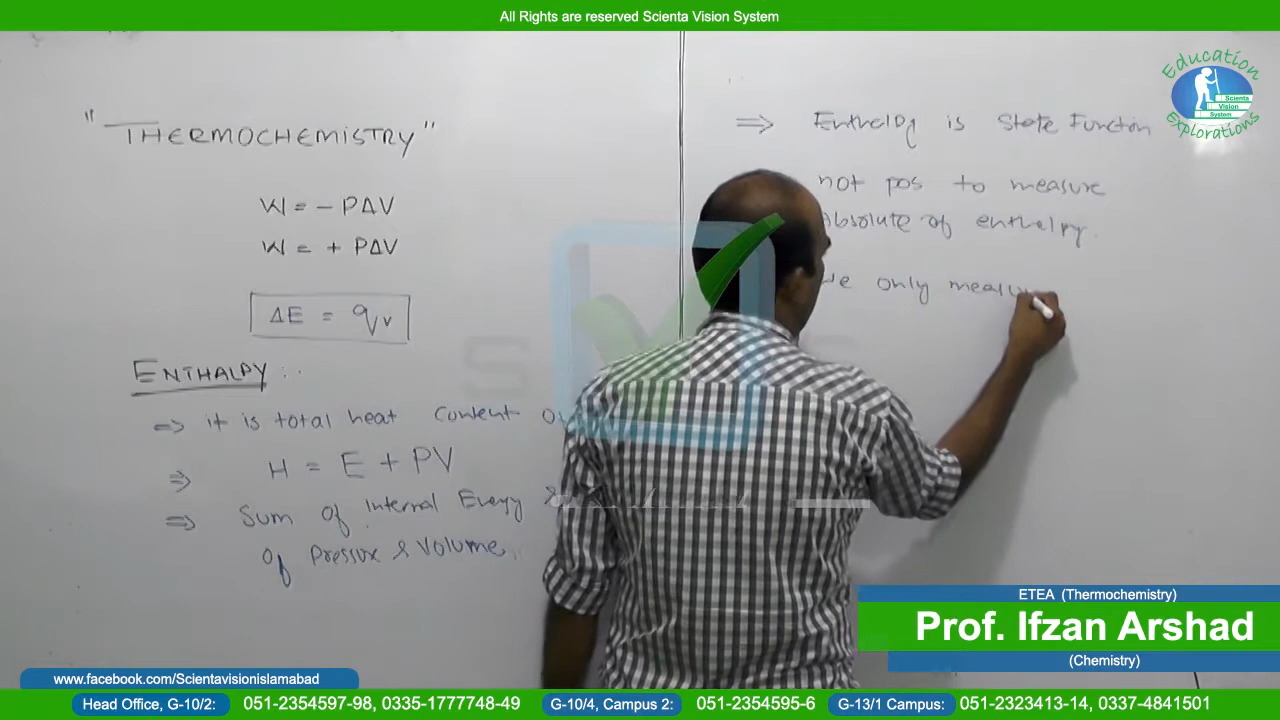 All Rights are reserved Scienta Vision System
Education
Scienta
Vision
System
Explorations
"THERMOCHEMISTRY"
W = - PΔV
W = + PΔV
ΔE = qv
ENTHALPY :.
⇒ it is total heat Content
⇒ H = E + PV
⇒ Sum of Internal Energy &
of Pressure & Volume.
⇒ Enthalpy is State Function
not pos to measure
Absolute of enthalpy.
only
ETEA (Thermochemistry)
Prof. Ifzan Arshad
(Chemistry)
www.facebook.com/Scientavisionislamabad
Head Office, G-10/2: 051-2354597-98, 0335-1777748-49 G-10/4, Campus 2: 051-2354595-6 G-13/1 Campus: 051-2323413-14, 0337-4841501